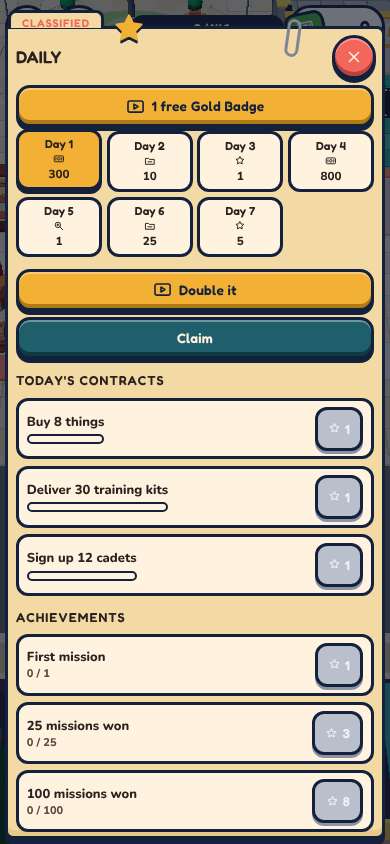 CLASSIFIED
DAILY
1 free Gold Badge
Day 1
300
Day 2
10
Day 3
1
Day 4
800
Day 5
1
Day 6
25
Day 7
5
Double it
Claim
TODAY'S CONTRACTS
Buy 8 things
1
Deliver 30 training kits
1
Sign up 12 cadets
1
ACHIEVEMENTS
First mission
0 / 1
1
25 missions won
0 / 25
3
100 missions won
0 / 100
8